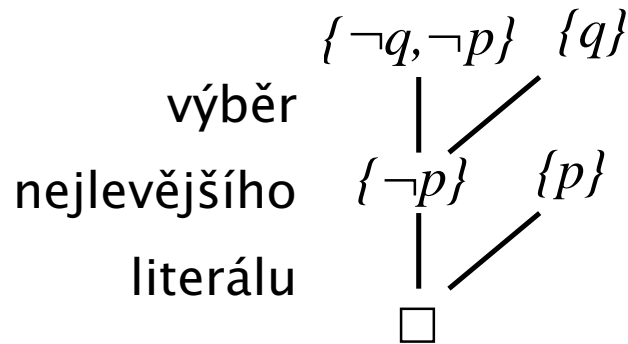 {¬q,¬p} {q}
výběr
nejlevějšího {¬p} {p}
literálu
□